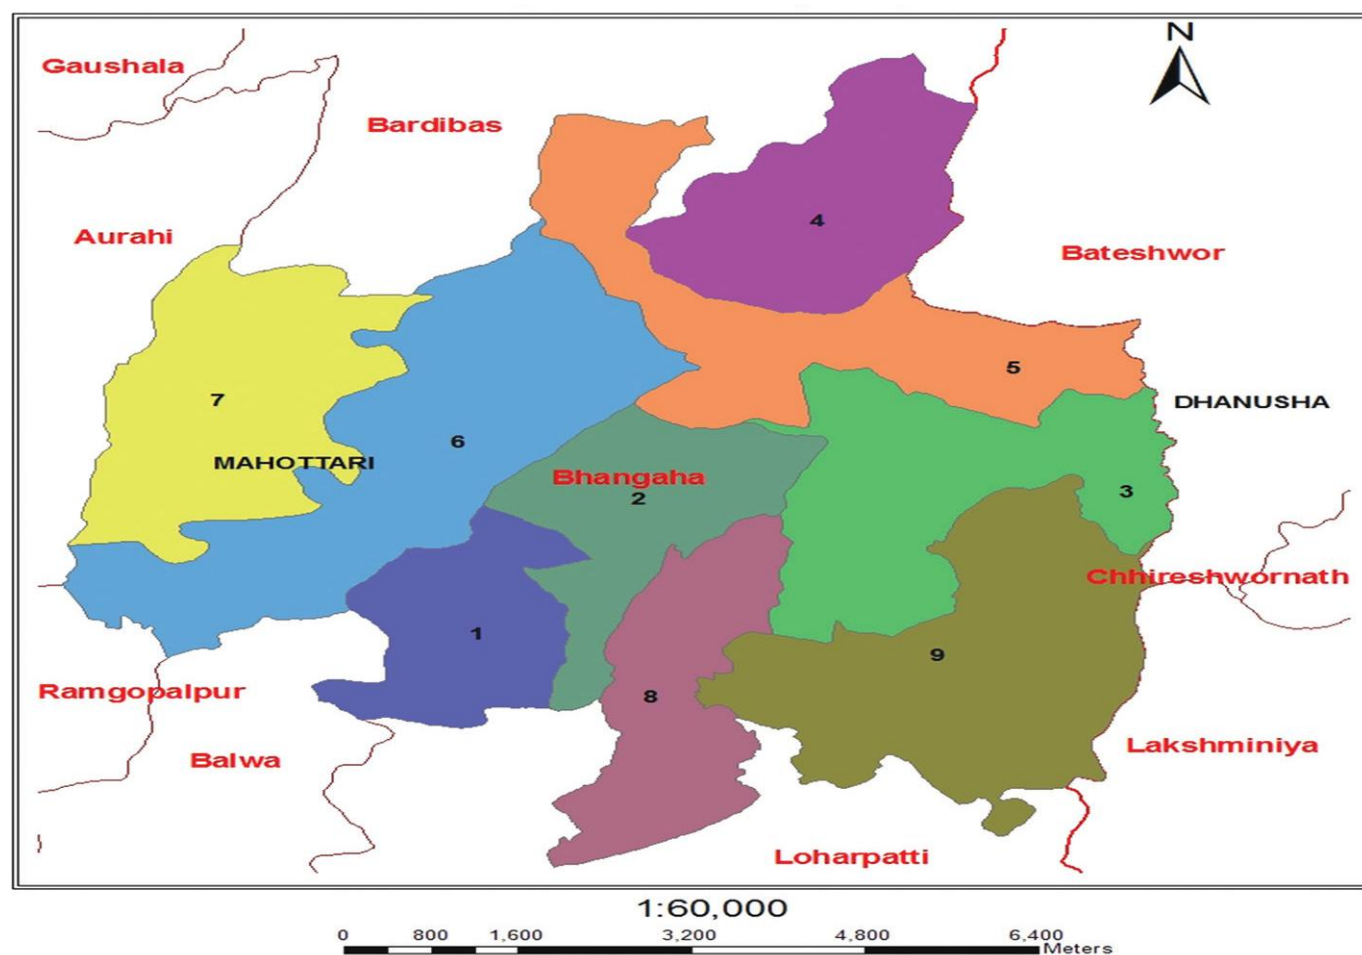 N
Gaushala
Bardibas
4
Aurahi
Bateshwor
5
7
DHANUSHA
6
MAHOTTARI
Bhangaha
2
3
Chhireshwornath
1
9
Ramgopalpur
8
Lakshminiya
Balwa
Loharpatti
1:60,000
0 800 1,600 3,200 4,800 6,400
Meters